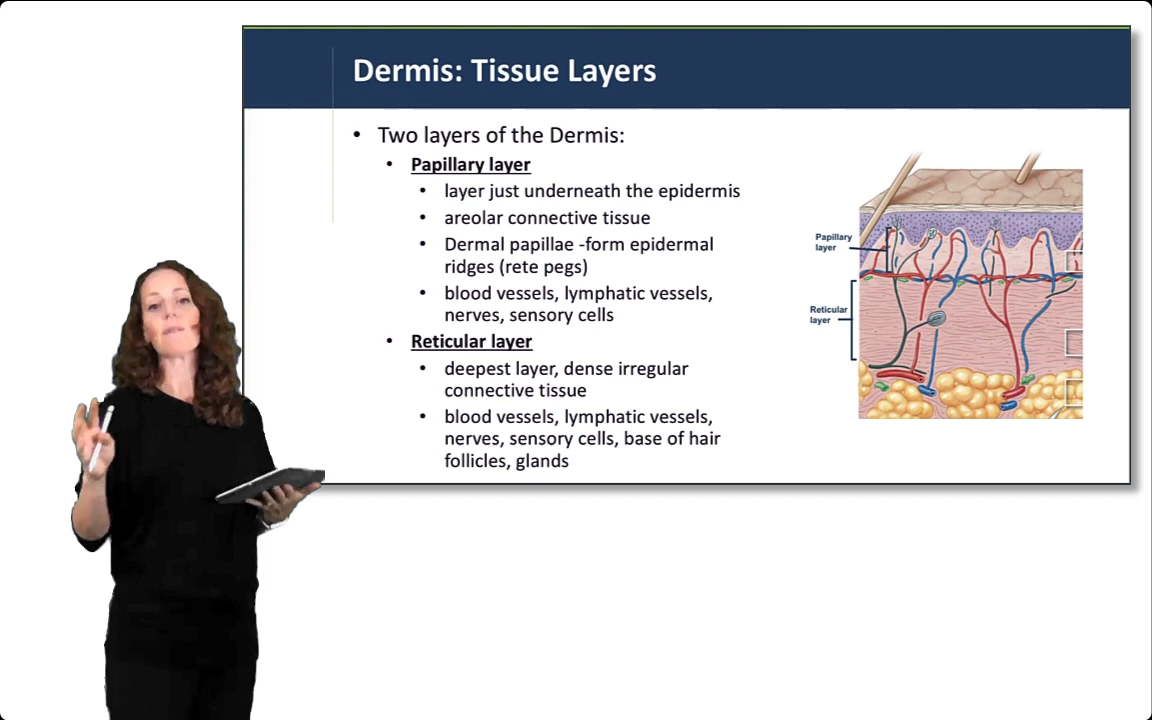 Dermis: Tissue Layers
• Two layers of the Dermis:
• Papillary layer
• layer just underneath the epidermis
• areolar connective tissue
• Dermal papillae -form epidermal
ridges (rete pegs)
• blood vessels, lymphatic vessels,
nerves, sensory cells
• Reticular layer
• deepest layer, dense irregular
connective tissue
• blood vessels, lymphatic vessels,
nerves, sensory cells, base of hair
follicles, glands
Papillary
layer
Reticular
layer